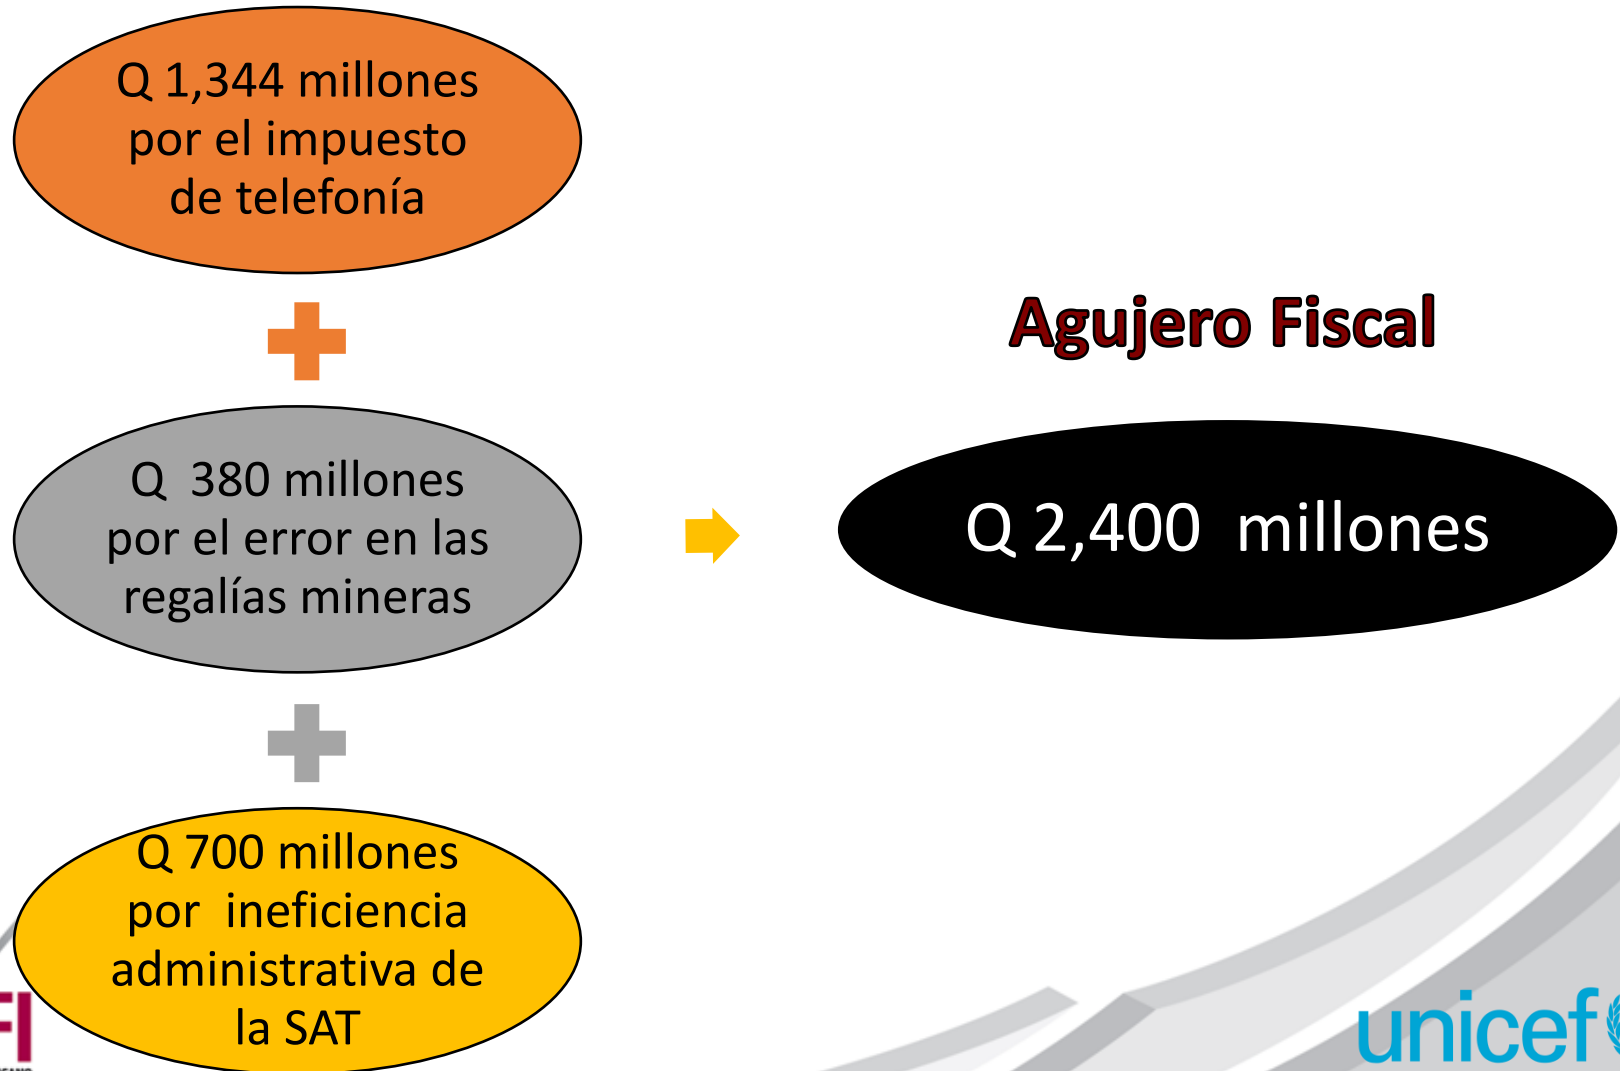 Q 1,344 millones
por el impuesto
de telefonía
Q 380 millones
por el error en las
regalías mineras
Q 700 millones
por ineficiencia
administrativa de
la SAT
Agujero Fiscal
Q 2,400 millones
FI
unicef